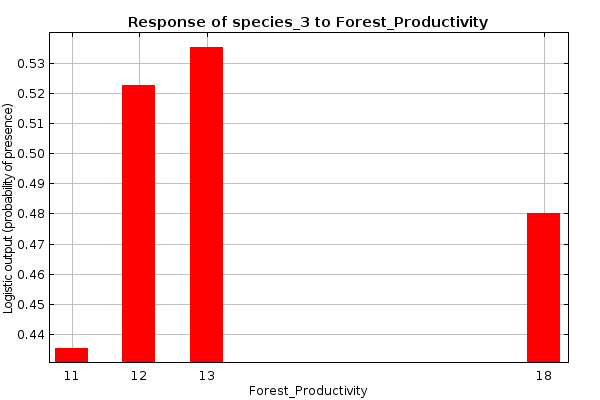 Response of species_3 to Forest_Productivity
Logistic output (probability of presence)
0.53
0.52
0.51
0.50
0.49
0.48
0.47
0.46
0.45
0.44
11 12 13 18
Forest_Productivity